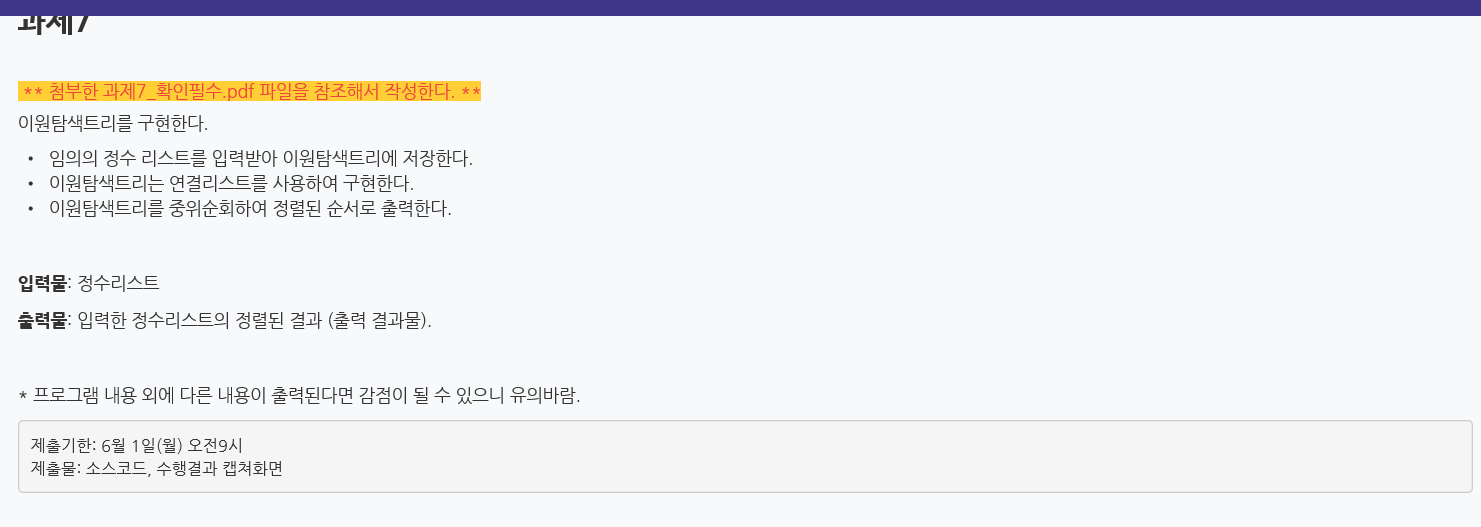 과제7
** 첨부한 과제7_확인필수.pdf 파일을 참조해서 작성한다. **
이원탐색트리를 구현한다.
• 임의의 정수 리스트를 입력받아 이원탐색트리에 저장한다.
• 이원탐색트리는 연결리스트를 사용하여 구현한다.
• 이원탐색트리를 중위순회하여 정렬된 순서로 출력한다.
입력물: 정수리스트
출력물: 입력한 정수리스트의 정렬된 결과 (출력 결과물).
* 프로그램 내용 외에 다른 내용이 출력된다면 감점이 될 수 있으니 유의바람.
제출기한: 6월 1일(월) 오전9시
제출물: 소스코드, 수행결과 캡쳐화면